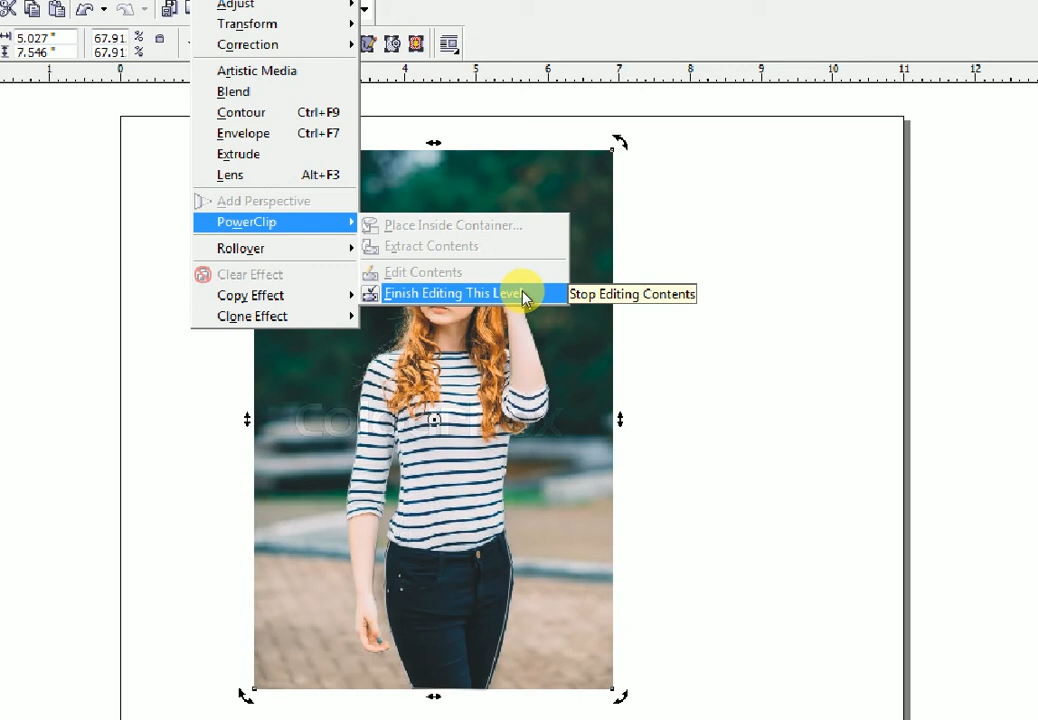 Adjust
Transform
5.027 " 67.91 %
7.546 " 67.91 %
Correction
1 0 4 5 6 7 8 9 10 11 12
Artistic Media
Blend
Contour Ctrl+F9
Envelope Ctrl+F7
Extrude
Lens Alt+F3
Add Perspective
PowerClip
Place Inside Container...
Extract Contents
Rollover
Clear Effect
Edit Contents
Copy Effect
Finish Editing This Level
Stop Editing Contents
Clone Effect